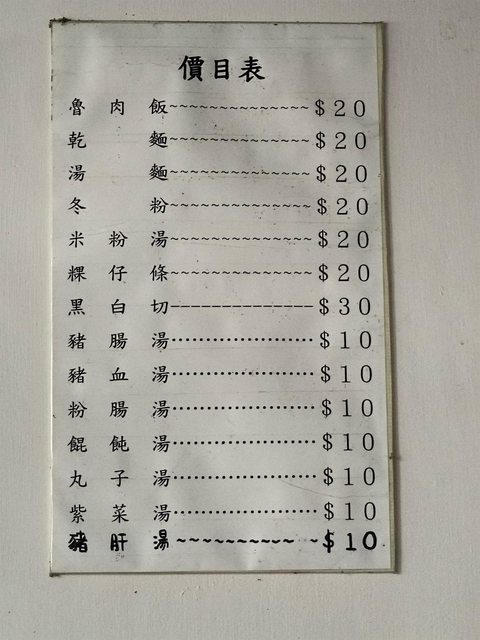 價目表
魯肉飯~~~~~~~~~~~~~~$20
乾麵~~~~~~~~~~~~~~$20
湯麵~~~~~~~~~~~~~~$20
冬粉~~~~~~~~~~~~~~$20
米粉湯~~~~~~~~~~~~~~$20
粿仔條~~~~~~~~~~~~~~$20
黑白切——————————————$30
豬腸湯·····················$10
豬血湯·····················$10
粉腸湯·····················$10
餛飩湯·····················$10
丸子湯·····················$10
紫菜湯·····················$10
豬肝湯~~~~~~~~~~ ~$10